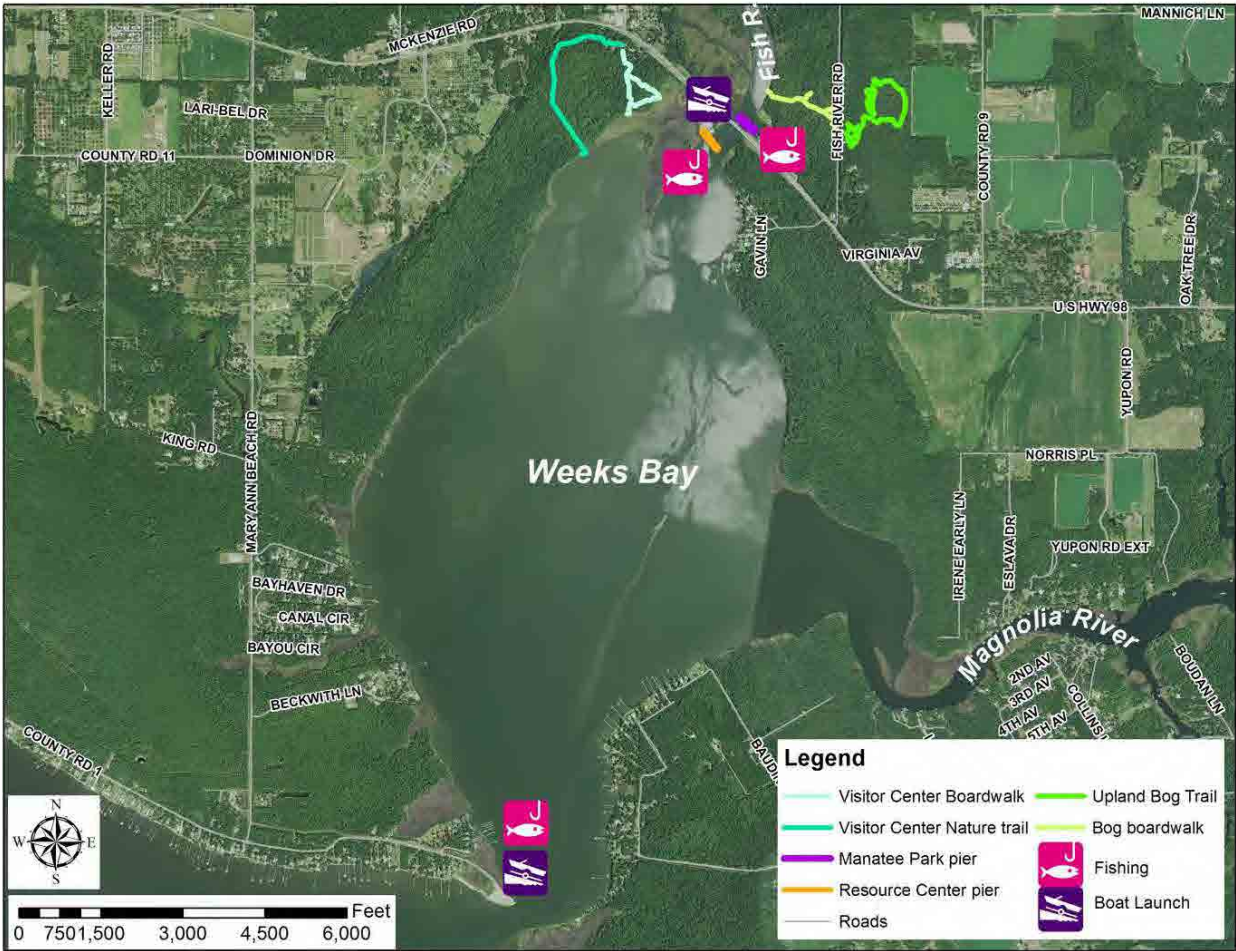 MANNICH LN
MCKENZIE RD
Fish R
KELLER RD
LARI-BEL DR
FISH RIVER RD
COUNTY RD 9
COUNTY RD 11
DOMINION DR
GAVIN LN
VIRGINIA AV
OAK TREE DR
U S HWY 98
YUPON RD
MARY ANN BEACH RD
KING RD
Weeks Bay
NORRIS PL
IRENE EARLY LN
ESLAVA DR
YUPON RD EXT
BAYHAVEN DR
CANAL CIR
BAYOU CIR
BECKWITH LN
Magnolia River
2ND AV
3RD AV
4TH AV
5TH AV
COLLINS
BOUDAN LN
COUNTY RD 1
Legend
Visitor Center Boardwalk
Visitor Center Nature trail
Manatee Park pier
Resource Center pier
Roads
Upland Bog Trail
Bog boardwalk
Fishing
Boat Launch
N
W E
S
Feet
0 750 1,500 3,000 4,500 6,000